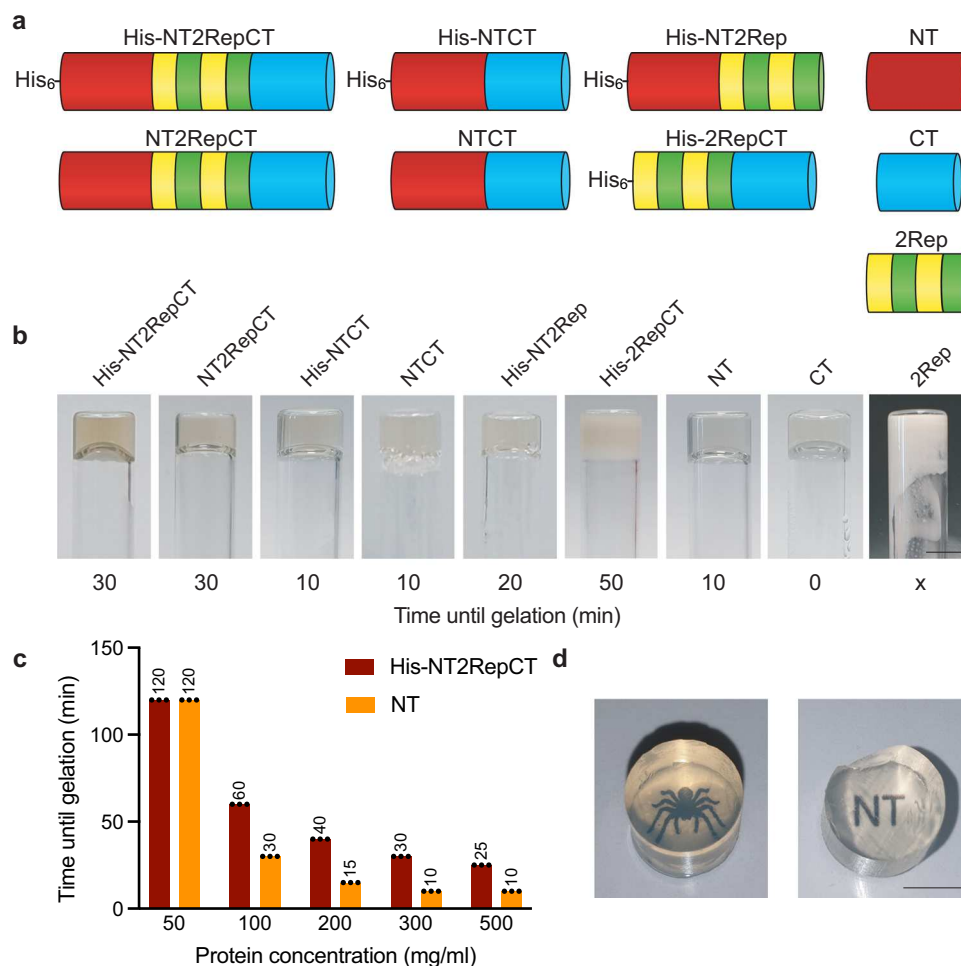 a
His-NT2RepCT His-NTCT His-NT2Rep NT
His₆ His₆ His₆
NT2RepCT NTCT His-2RepCT CT
His₆
2Rep
b
His-NT2RepCT NT2RepCT His-NTCT NTCT His-NT2Rep His-2RepCT NT CT 2Rep
30 30 10 10 20 50 10 0 x
Time until gelation (min)
c
Time until gelation (min)
150
100
50
0
120 120
60 30
40 15
30 10
25 10
His-NT2RepCT
NT
50 100 200 300 500
Protein concentration (mg/ml)
d
NT